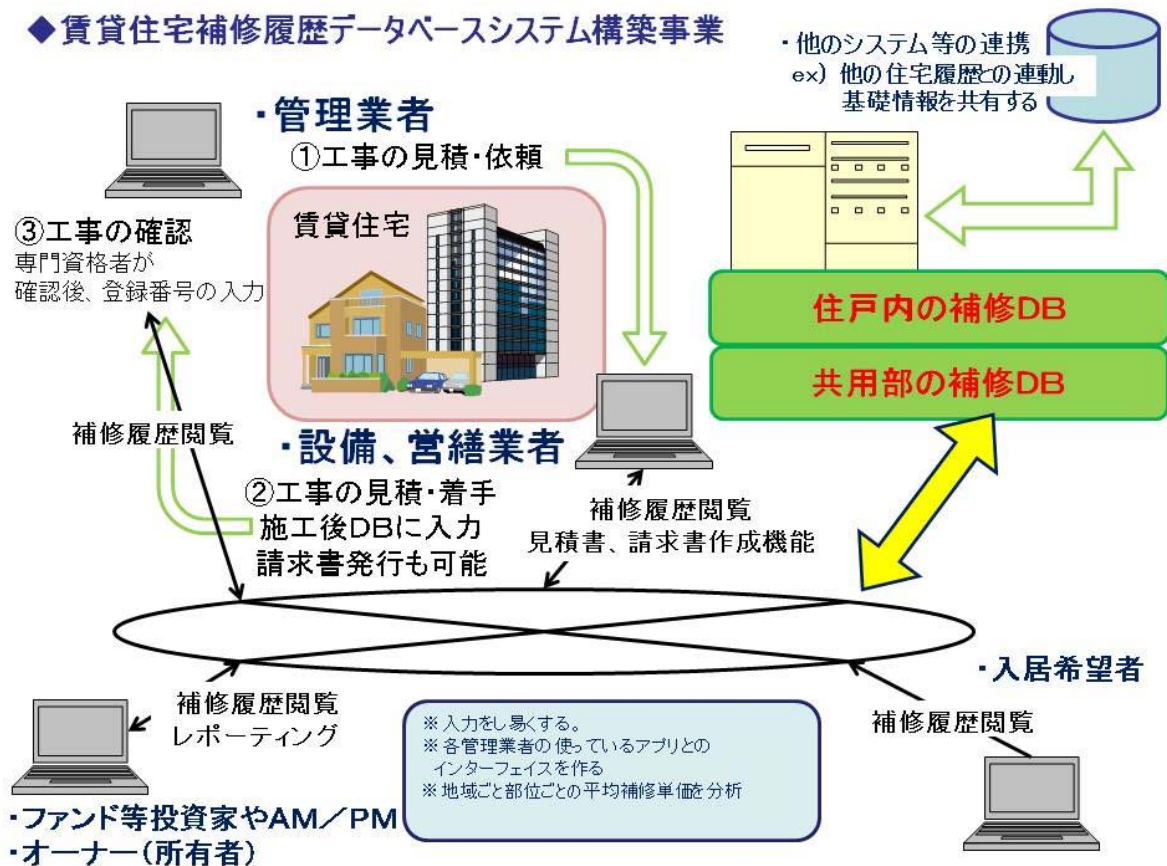 ◆賃貸住宅補修履歴データベースシステム構築事業
・他のシステム等の連携
ex) 他の住宅履歴との連動し
基礎情報を共有する
・管理業者
①工事の見積・依頼
賃貸住宅
③工事の確認
専門資格者が
確認後、登録番号の入力
住戸内の補修DB
共用部の補修DB
補修履歴閲覧
・設備、営繕業者
②工事の見積・着手
施工後DBに入力
請求書発行も可能
補修履歴閲覧
見積書、請求書作成機能
・入居希望者
補修履歴閲覧
補修履歴閲覧
レポーティング
※入力をし易くする。
※各管理業者の使っているアプリとの
インターフェイスを作る
※地域ごと部位ごとの平均補修単価を分析
・ファンド等投資家やAM／PM
・オーナー(所有者)